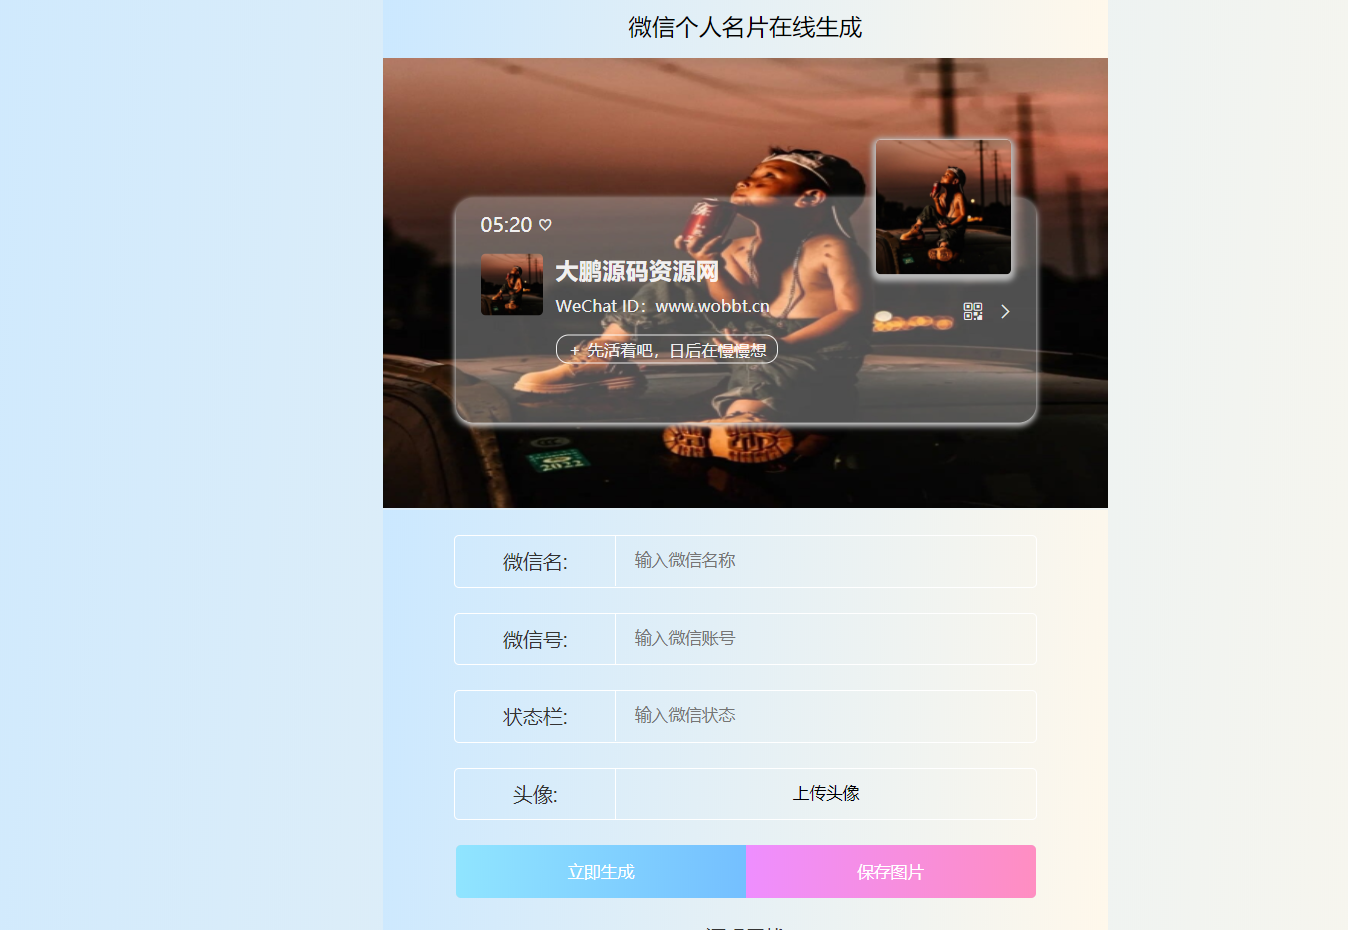 微信个人名片在线生成
05:20
大鹏源码资源网
WeChat ID：www.wobbt.cn
+ 先活着吧，日后在慢慢想
2022
微信名: 输入微信名称
微信号: 输入微信账号
状态栏: 输入微信状态
头像: 上传头像
立即生成 保存图片